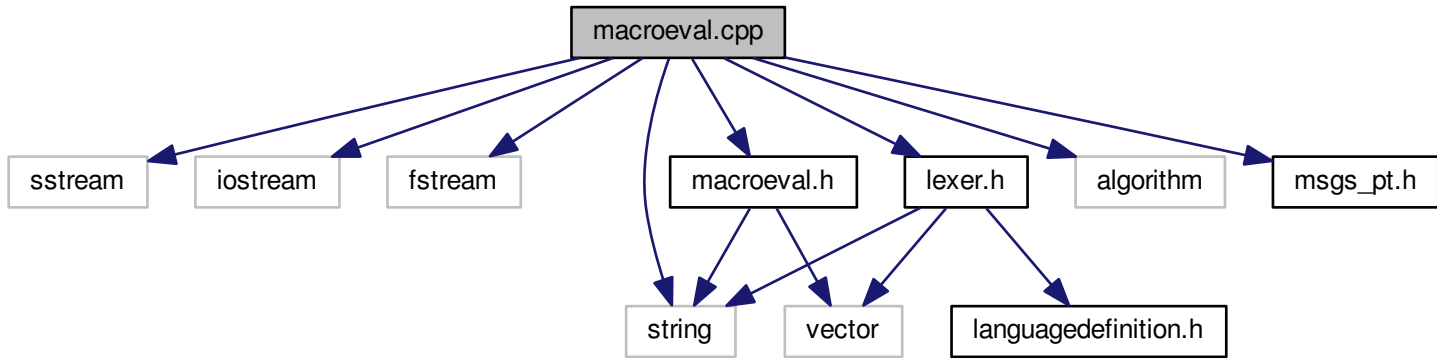 macroeval.cpp
sstream
iostream
fstream
macroeval.h
lexer.h
algorithm
msgs_pt.h
string
vector
languagedefinition.h